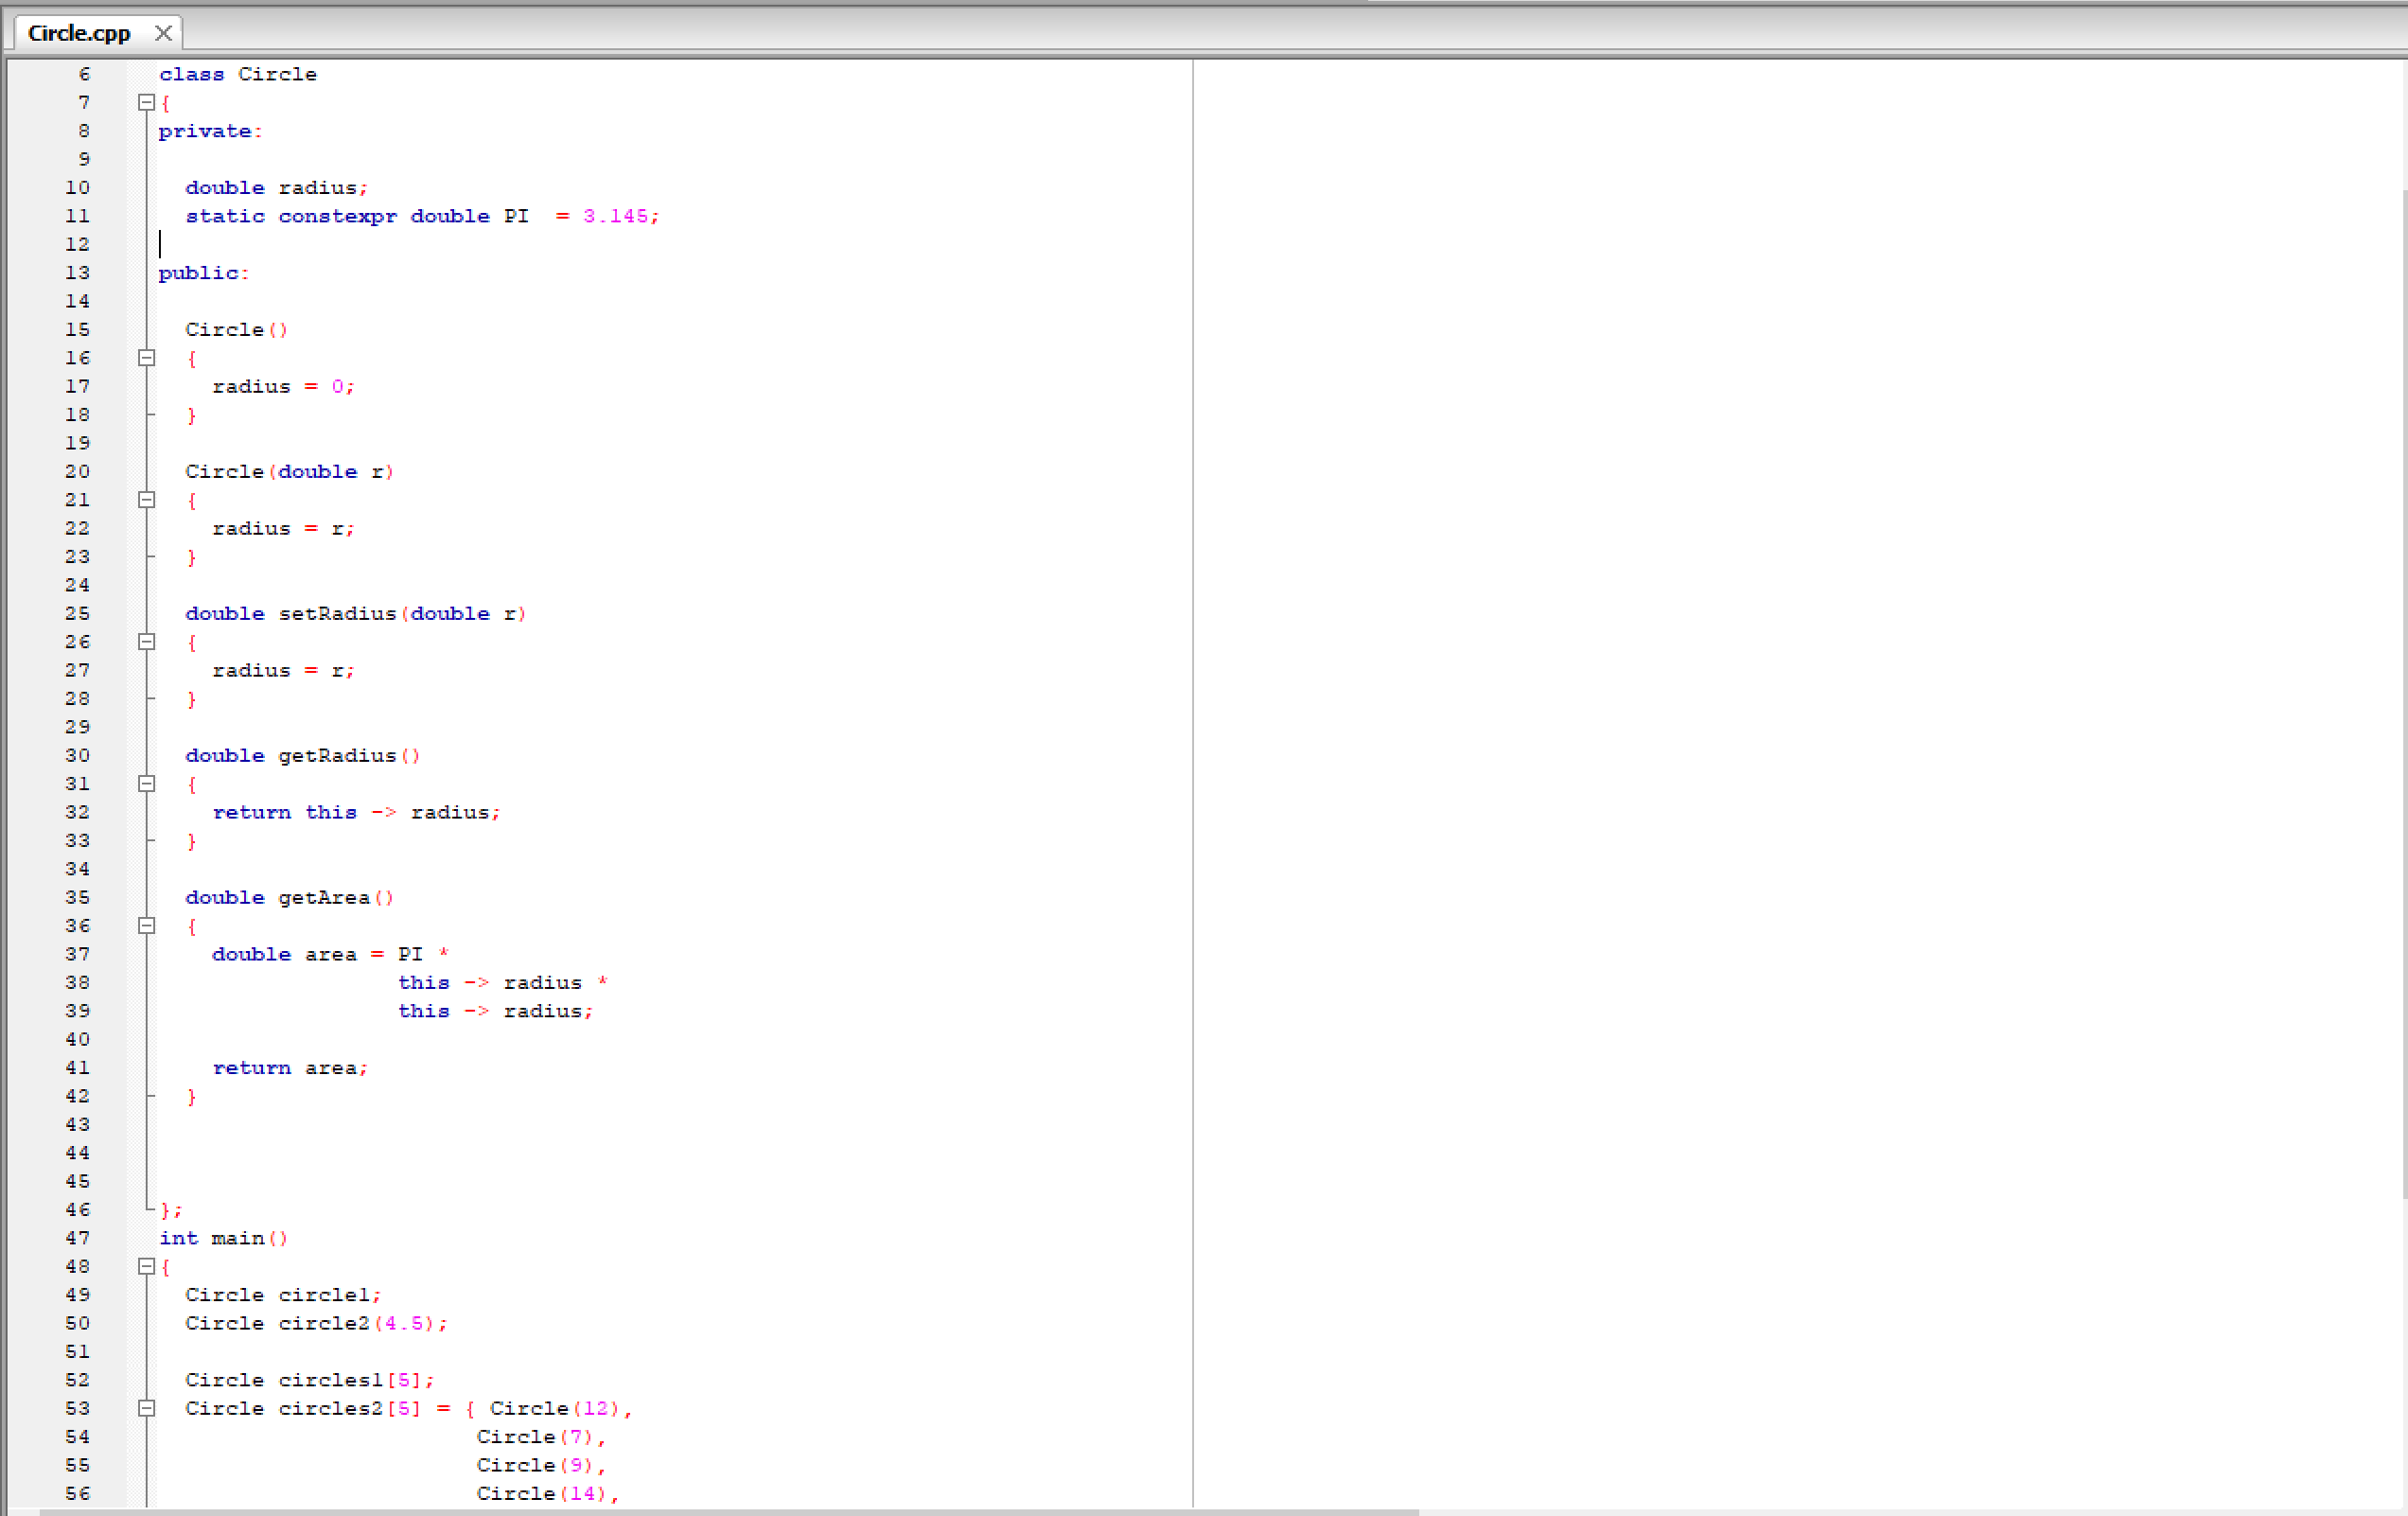 Circle.cpp
6 class Circle
7 {
8 private:
9
10 double radius;
11 static constexpr double PI  = 3.145;
12
13 public:
14
15 Circle()
16 {
17 radius = 0;
18 }
19
20 Circle(double r)
21 {
22 radius = r;
23 }
24
25 double setRadius(double r)
26 {
27 radius = r;
28 }
29
30 double getRadius()
31 {
32 return this -> radius;
33 }
34
35 double getArea()
36 {
37 double area = PI *
38 this -> radius *
39 this -> radius;
40
41 return area;
42 }
43
44
45
46 };
47 int main()
48 {
49 Circle circle1;
50 Circle circle2(4.5);
51
52 Circle circles1[5];
53 Circle circles2[5] = { Circle(12),
54 Circle(7),
55 Circle(9),
56 Circle(14),